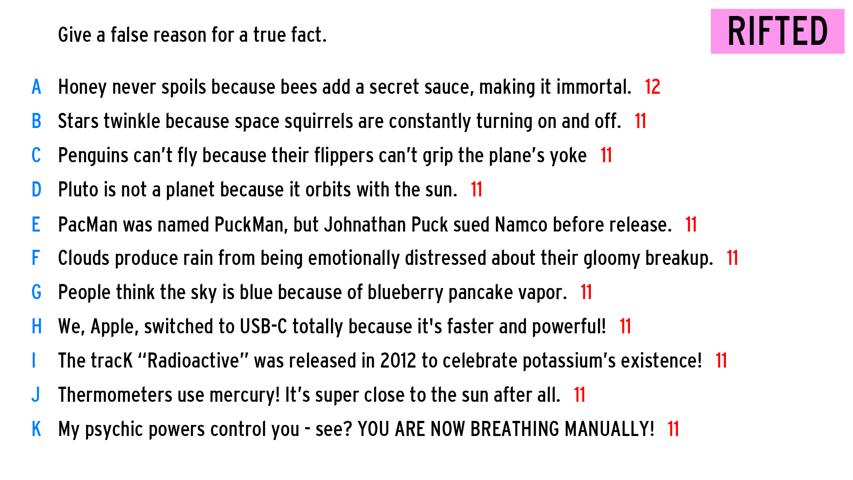 Give a false reason for a true fact.
RIFTED
A Honey never spoils because bees add a secret sauce, making it immortal. 12
B Stars twinkle because space squirrels are constantly turning on and off. 11
C Penguins can't fly because their flippers can't grip the plane's yoke 11
D Pluto is not a planet because it orbits with the sun. 11
E PacMan was named PuckMan, but Johnathan Puck sued Namco before release. 11
F Clouds produce rain from being emotionally distressed about their gloomy breakup. 11
G People think the sky is blue because of blueberry pancake vapor. 11
H We, Apple, switched to USB-C totally because it's faster and powerful! 11
I The tracK “Radioactive” was released in 2012 to celebrate potassium's existence! 11
J Thermometers use mercury! It's super close to the sun after all. 11
K My psychic powers control you - see? YOU ARE NOW BREATHING MANUALLY! 11